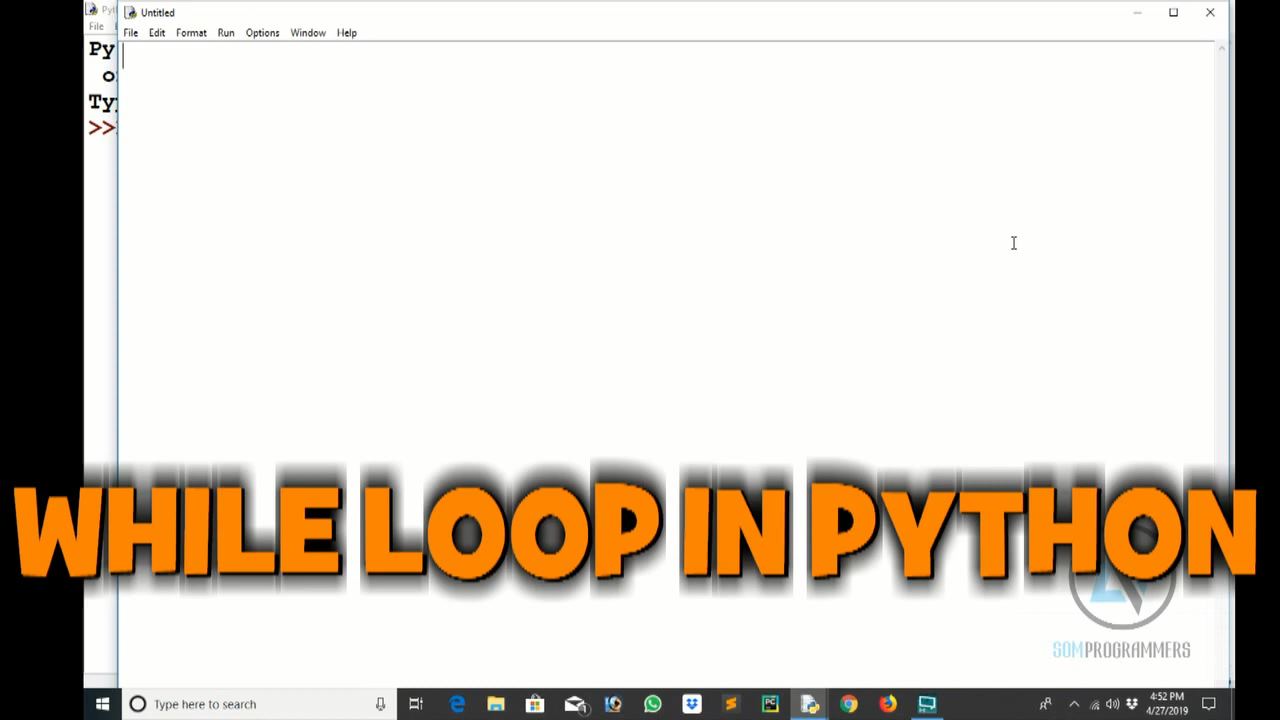 Untitled
File Edit Format Run Options Window Help
File
Py
Ty
>>
WHILE LOOP IN PYTHON
SOMPROGRAMMERS
Type here to search
4:52 PM
4/27/2019